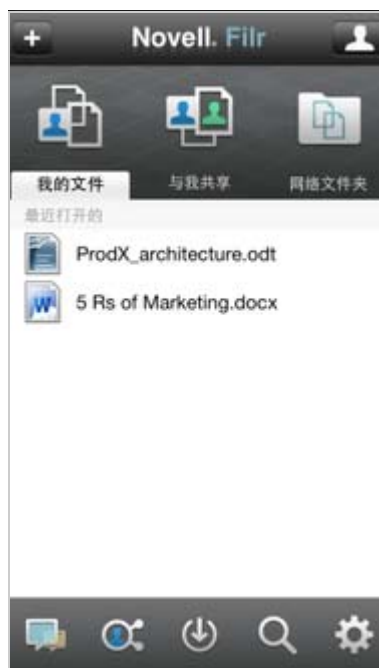 Novell. Filr
我的文件 与我共享 网络文件夹
最近打开的
ProdX_architecture.odt
5 Rs of Marketing.docx